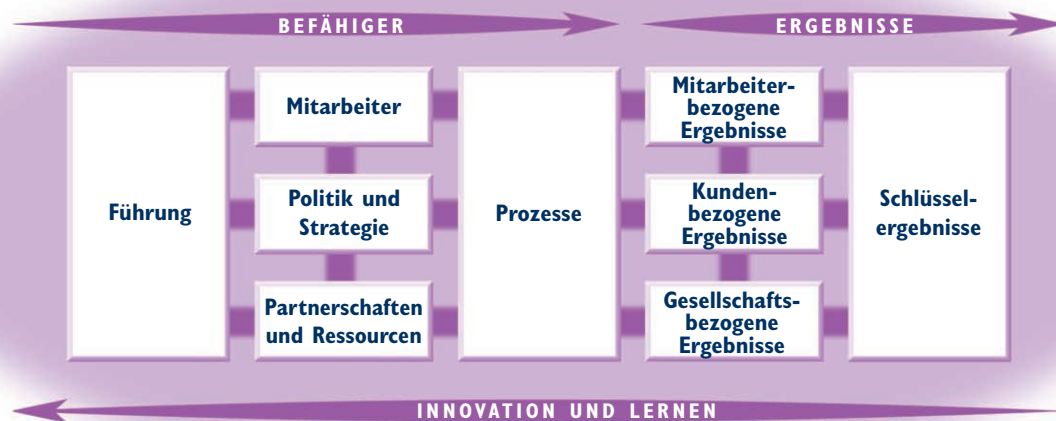 BEFÄHIGER
ERGEBNISSE
Führung
Mitarbeiter
Politik und
Strategie
Partnerschaften
und Ressourcen
Prozesse
Mitarbeiter-
bezogene
Ergebnisse
Kunden-
bezogene
Ergebnisse
Gesellschafts-
bezogene
Ergebnisse
Schlüssel-
ergebnisse
INNOVATION UND LERNEN